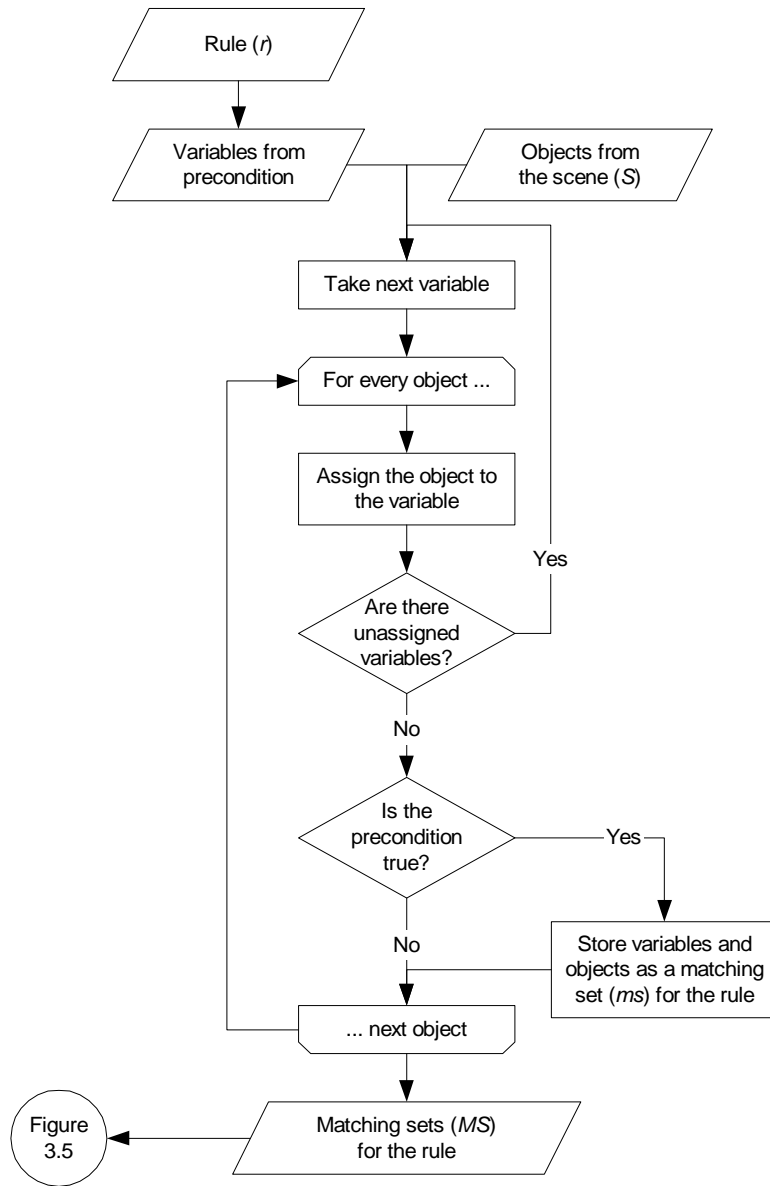 Rule (r)
Variables from
precondition
Objects from
the scene (S)
Take next variable
For every object ...
Assign the object to
the variable
Yes
Are there
unassigned
variables?
No
Is the
precondition
true?
Yes
No
Store variables and
objects as a matching
set (ms) for the rule
... next object
Figure
3.5
Matching sets (MS)
for the rule